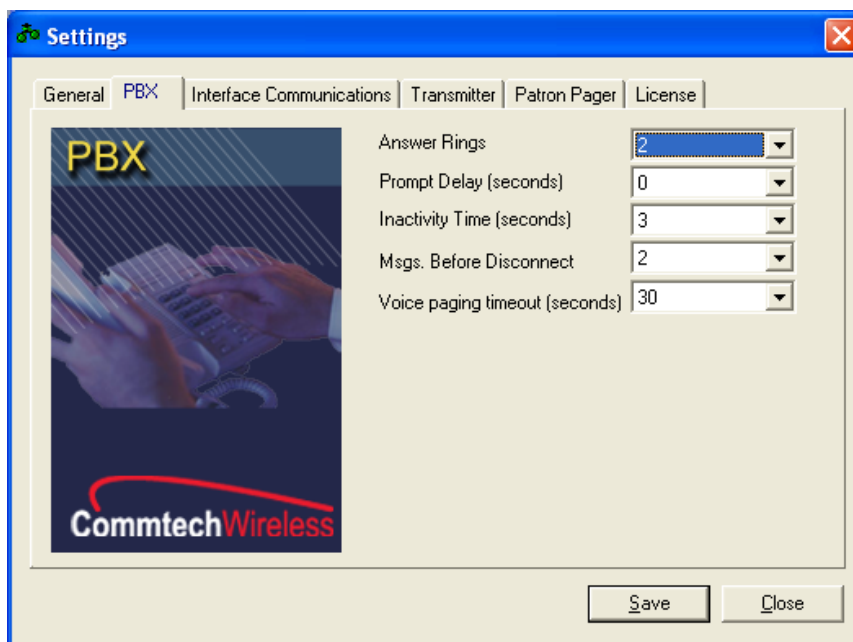 Settings
General PBX Interface Communications Transmitter Patron Pager License
PBX
Answer Rings 2
Prompt Delay (seconds) 0
Inactivity Time (seconds) 3
Msgs. Before Disconnect 2
Voice paging timeout (seconds) 30
CommtechWireless
Save Close